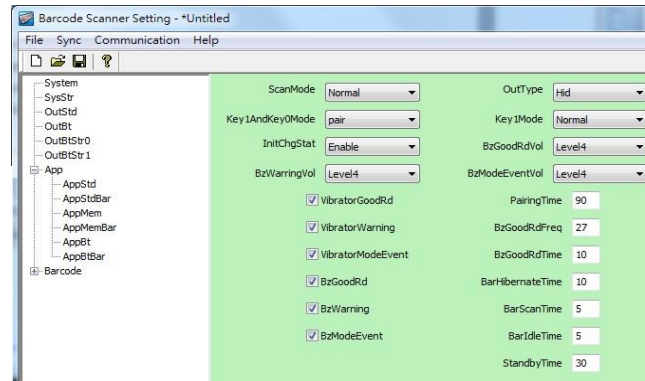 Barcode Scanner Setting - *Untitled
File Sync Communication Help
System
SysStr
OutStd
OutBt
OutBtStr0
OutBtStr1
App
AppStd
AppStdBar
AppMem
AppMemBar
AppBt
AppBtBar
Barcode
ScanMode Normal OutType Hid
Key1AndKey0Mode pair Key1Mode Normal
InitChgStat Enable BzGoodRdVol Level4
BzWarringVol Level4 BzModeEventVol Level4
VibratorGoodRd PairingTime 90
VibratorWarning BzGoodRdFreq 27
VibratorModeEvent BzGoodRdTime 10
BzGoodRd BarHibernateTime 10
BzWarning BarScanTime 5
BzModeEvent BarIdleTime 5
StandbyTime 30